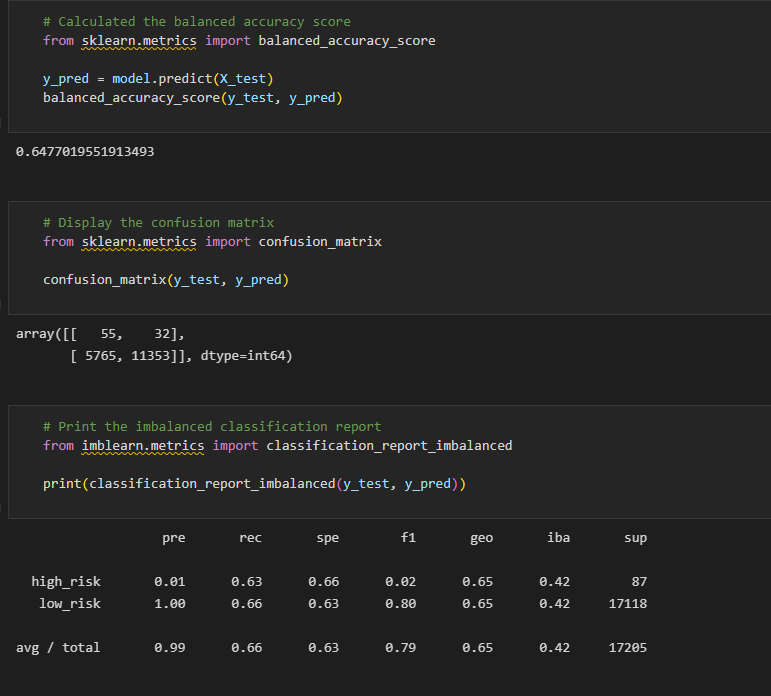 # Calculated the balanced accuracy score
from sklearn.metrics import balanced_accuracy_score
y_pred = model.predict(X_test)
balanced_accuracy_score(y_test, y_pred)
0.6477019551913493
# Display the confusion matrix
from sklearn.metrics import confusion_matrix
confusion_matrix(y_test, y_pred)
array([[   55,    32],
       [ 5765, 11353]], dtype=int64)
# Print the imbalanced classification report
from imblearn.metrics import classification_report_imbalanced
print(classification_report_imbalanced(y_test, y_pred))
pre rec spe f1 geo iba sup
high_risk 0.01 0.63 0.66 0.02 0.65 0.42 87
low_risk 1.00 0.66 0.63 0.80 0.65 0.42 17118
avg / total 0.99 0.66 0.63 0.79 0.65 0.42 17205